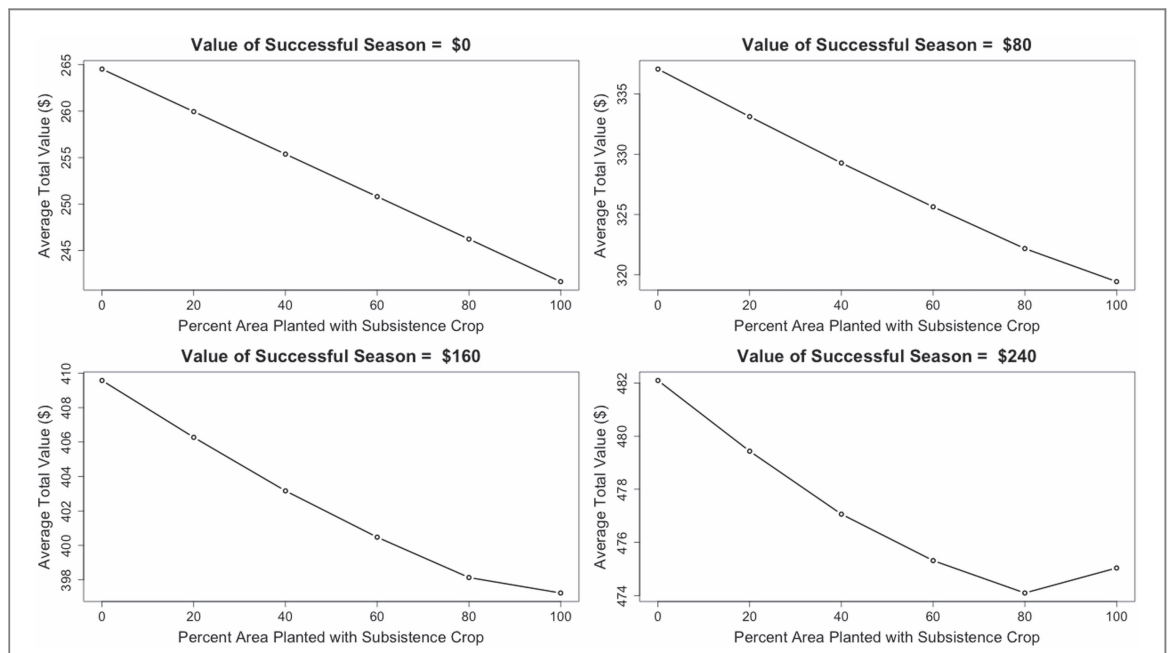 Value of Successful Season = $0
Average Total Value ($)
265
260
255
250
245
0 20 40 60 80 100
Percent Area Planted with Subsistence Crop
Value of Successful Season = $80
Average Total Value ($)
335
330
325
320
0 20 40 60 80 100
Percent Area Planted with Subsistence Crop
Value of Successful Season = $160
Average Total Value ($)
410
408
406
404
402
400
398
0 20 40 60 80 100
Percent Area Planted with Subsistence Crop
Value of Successful Season = $240
Average Total Value ($)
482
480
478
476
474
0 20 40 60 80 100
Percent Area Planted with Subsistence Crop